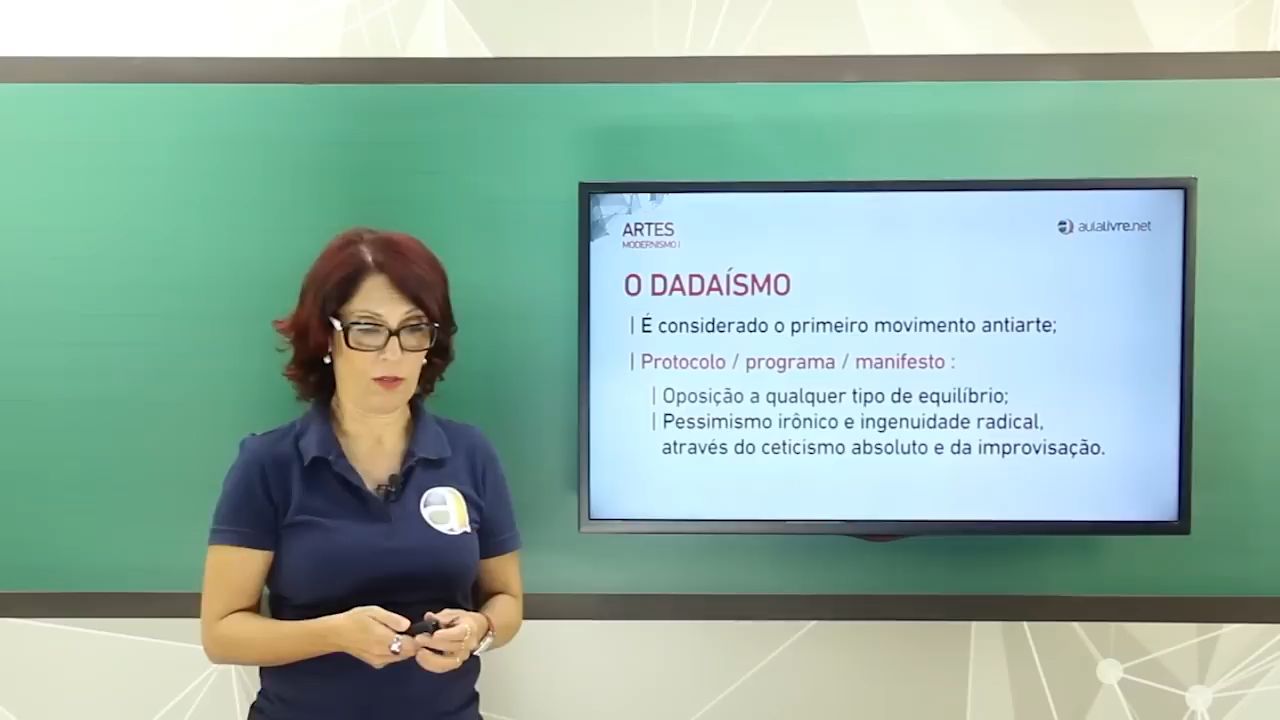 ARTES
MODERNISMO I
aulalivre.net
O DADAÍSMO
| É considerado o primeiro movimento antiarte;
| Protocolo / programa / manifesto :
| Oposição a qualquer tipo de equilíbrio;
| Pessimismo irônico e ingenuidade radical,
através do ceticismo absoluto e da improvisação.